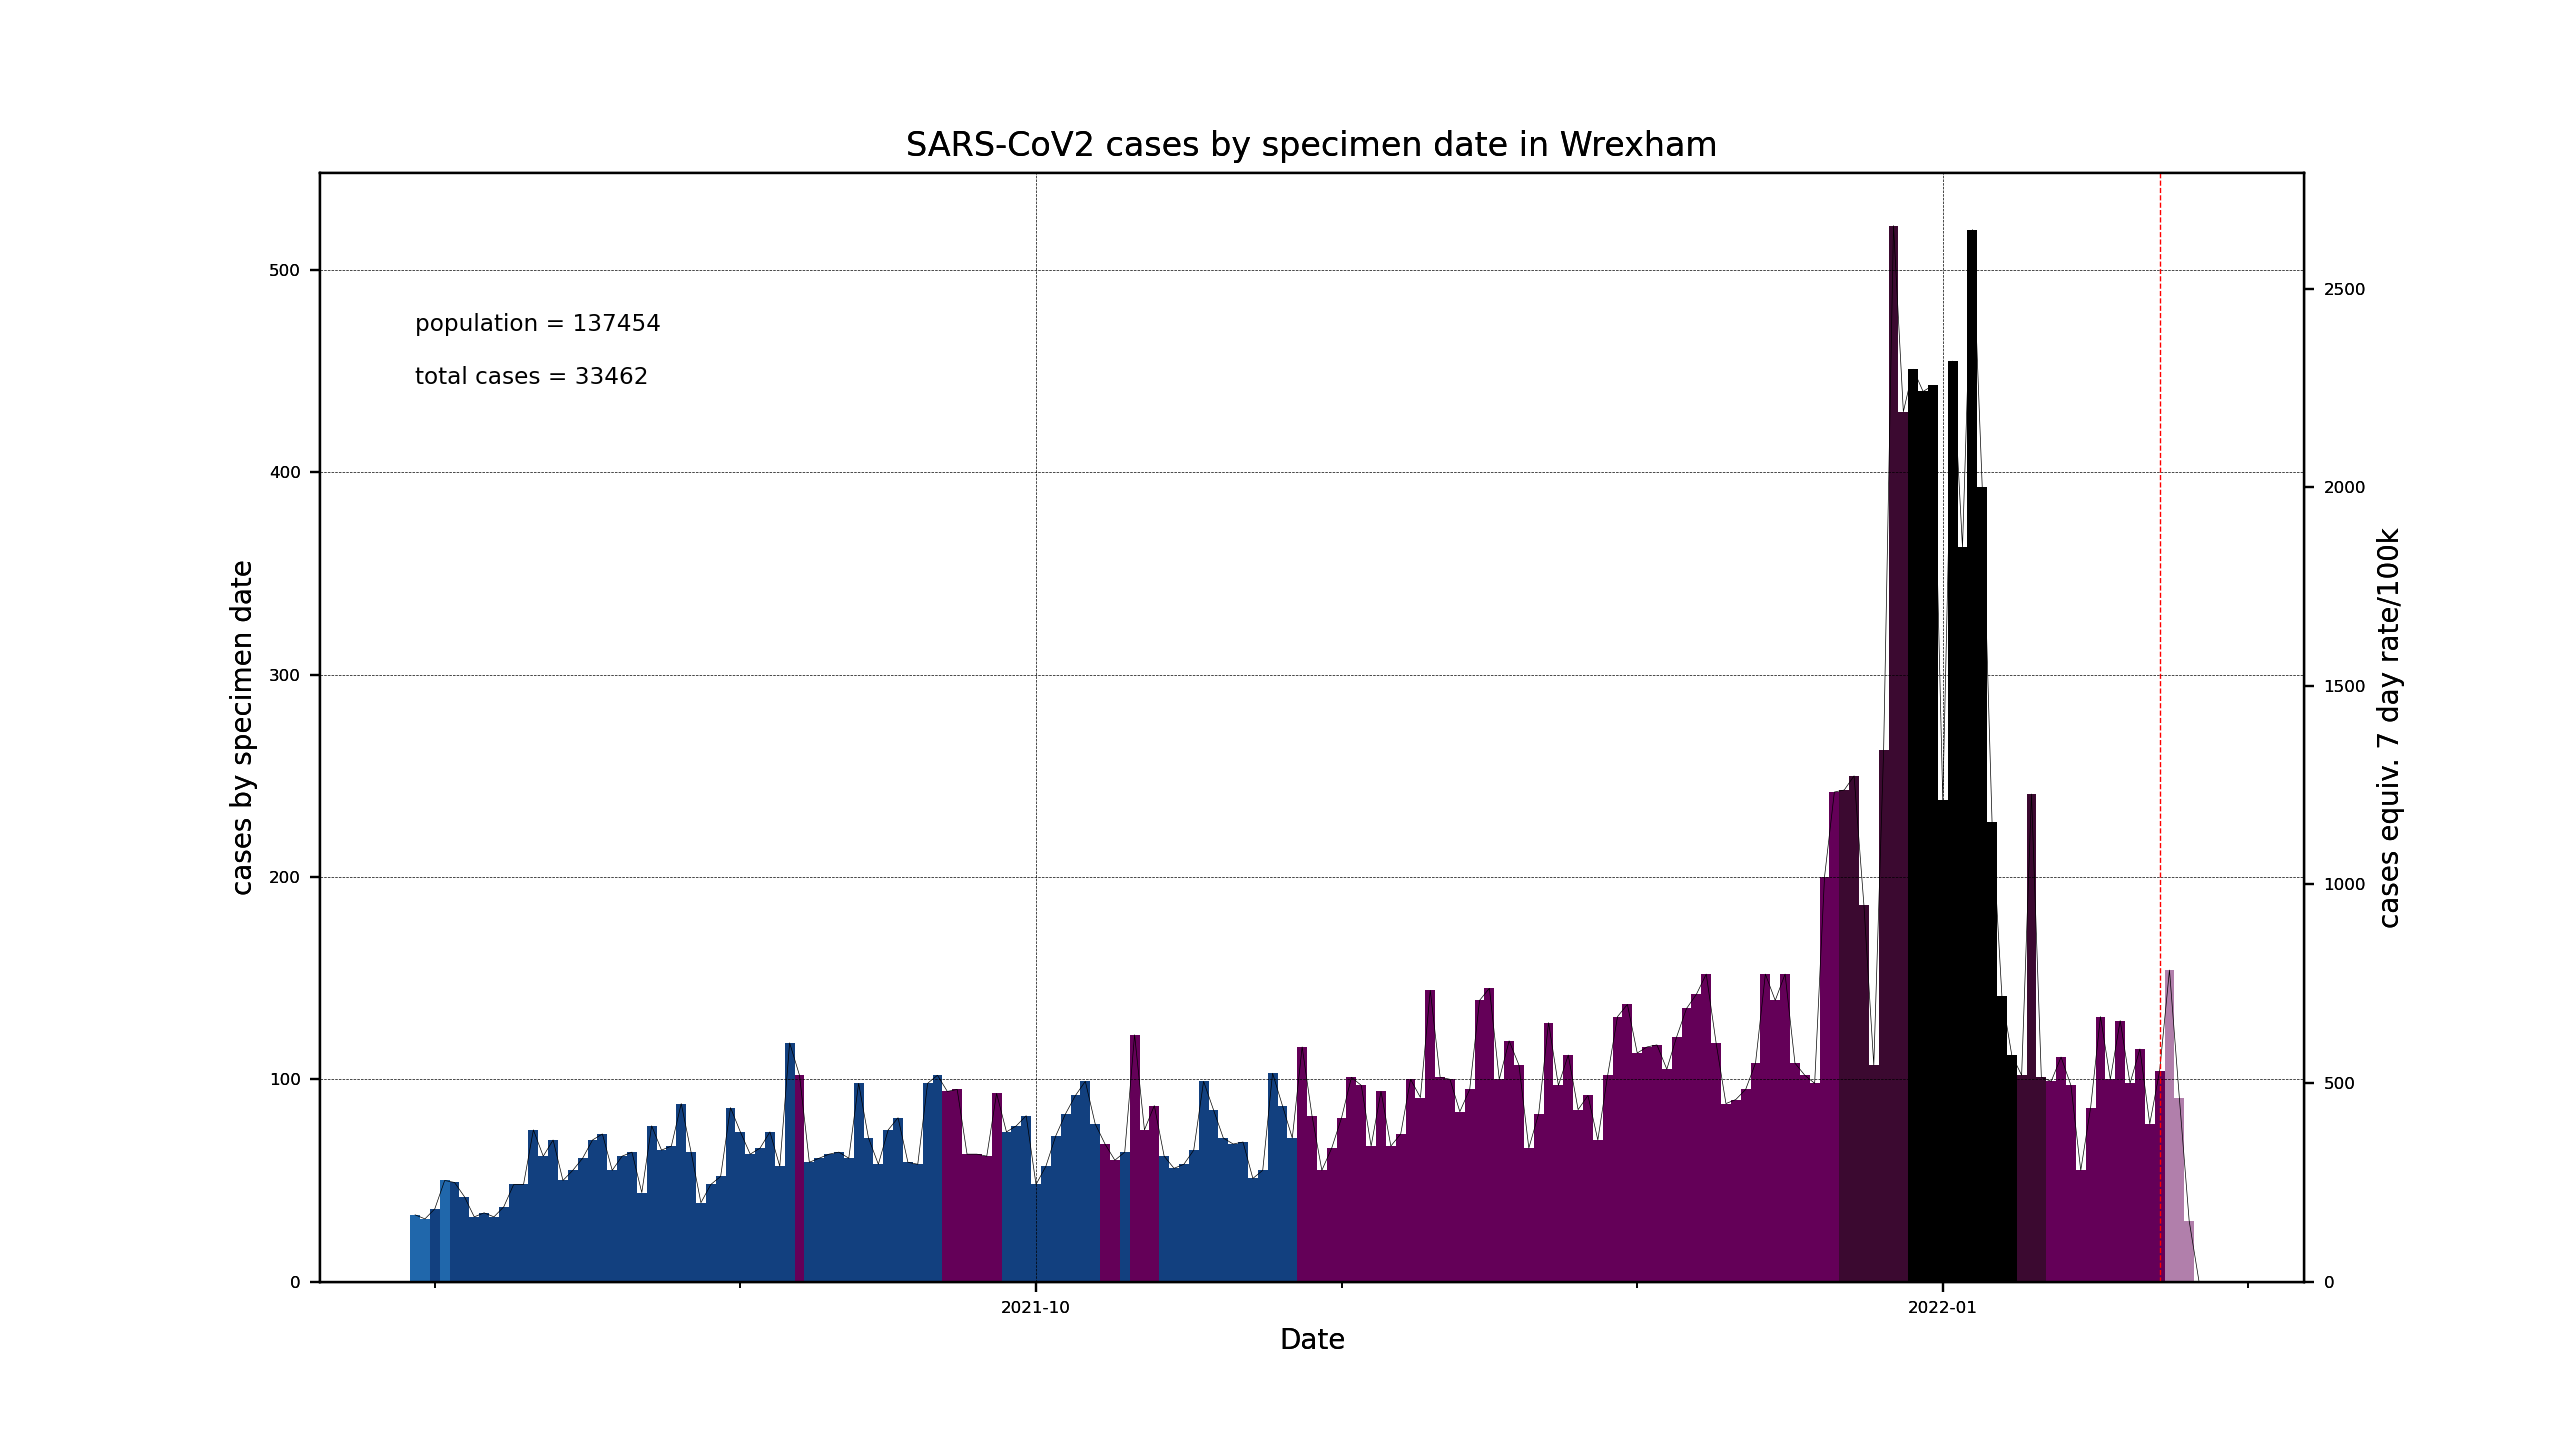 SARS-CoV2 cases by specimen date in Wrexham
population = 137454
total cases = 33462
cases by specimen date
500
400
300
200
100
0
2500
2000
1500
1000
500
0
cases equiv. 7 day rate/100k
2021-10
2022-01
Date